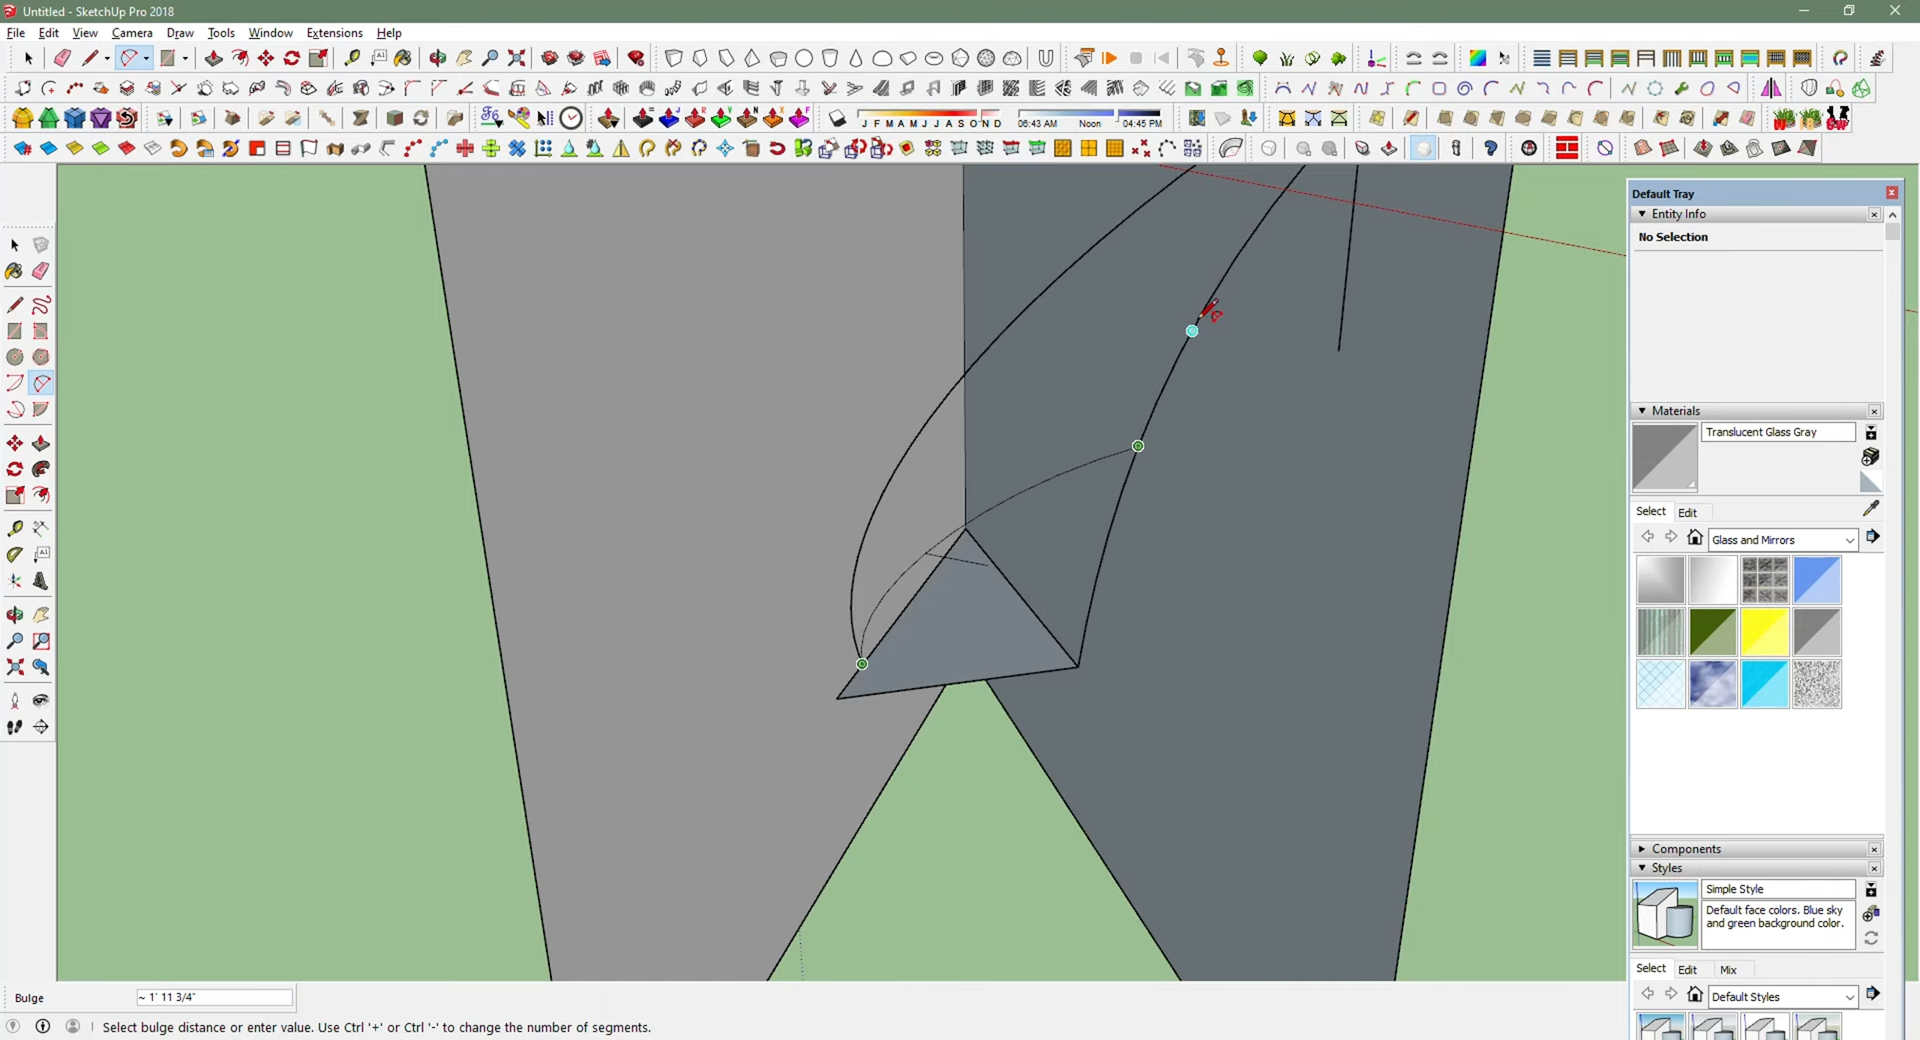 Untitled - SketchUp Pro 2018
File Edit View Camera Draw Tools Window Extensions Help
J F M A M J J A S O N D 06:43 AM Noon 04:45 PM
Default Tray
Entity Info
No Selection
Materials
Translucent Glass Gray
Select Edit
Glass and Mirrors
Components
Styles
Simple Style
Default face colors. Blue sky
and green background color.
Select Edit Mix
Default Styles
Bulge ~ 1' 11 3/4"
Select bulge distance or enter value. Use Ctrl '+' or Ctrl '-' to change the number of segments.